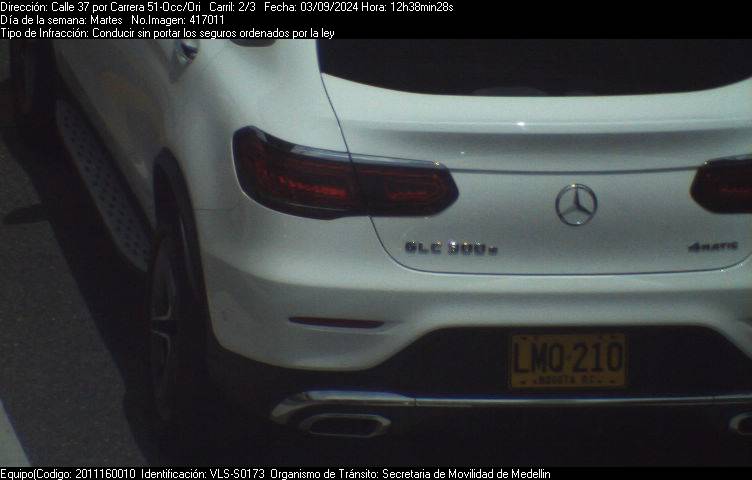 Dirección: Calle 37 por Carrera 51-Occ/Ori   Carril: 2/3   Fecha: 03/09/2024 Hora: 12h38min28s
Día de la semana: Martes   No.Imagen: 417011
Tipo de Infracción: Conducir sin portar los seguros ordenados por la ley
GLC 300e 4MATIC
LMQ·210
BOGOTA D.C.
Equipo(Codigo: 2011160010  Identificación: VLS-S0173  Organismo de Tránsito: Secretaria de Movilidad de Medellin